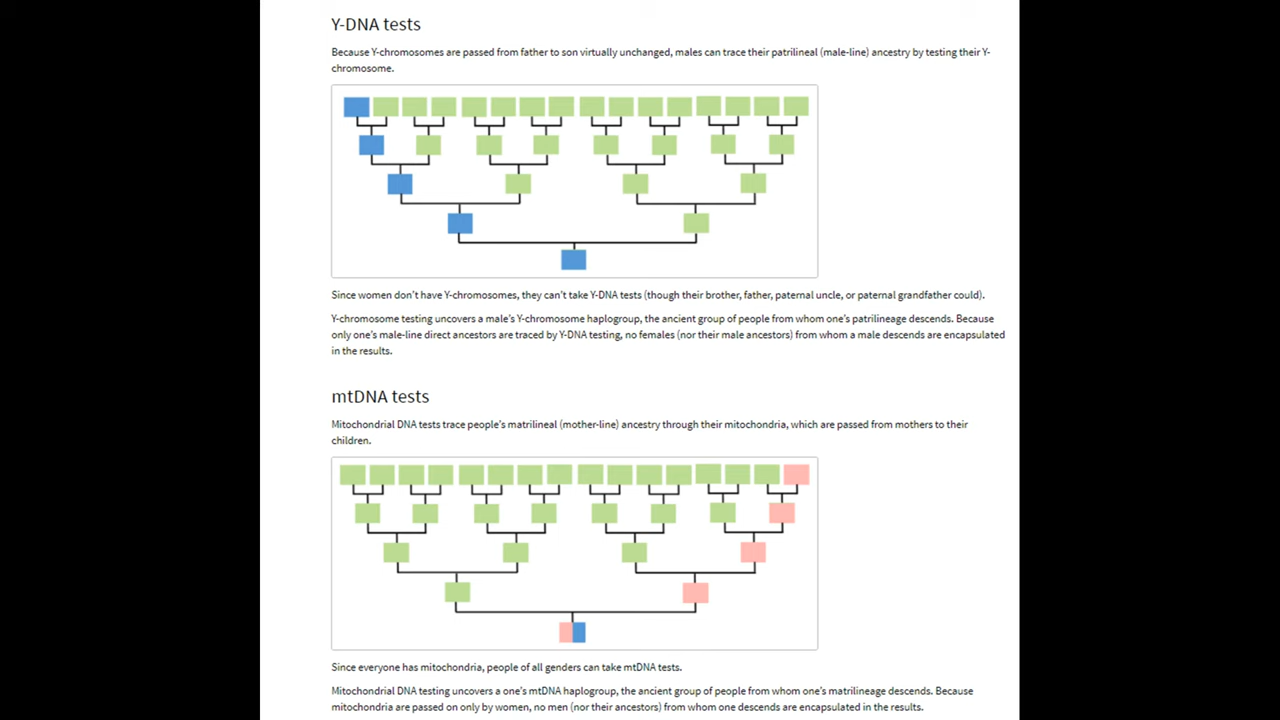 Y-DNA tests
Because Y-chromosomes are passed from father to son virtually unchanged, males can trace their patrilineal (male-line) ancestry by testing their Y-
chromosome.
Since women don't have Y-chromosomes, they can't take Y-DNA tests (though their brother, father, paternal uncle, or paternal grandfather could).
Y-chromosome testing uncovers a male's Y-chromosome haplogroup, the ancient group of people from whom one's patrilineage descends. Because
only one's male-line direct ancestors are traced by Y-DNA testing, no females (nor their male ancestors) from whom a male descends are encapsulated
in the results.
mtDNA tests
Mitochondrial DNA tests trace people's matrilineal (mother-line) ancestry through their mitochondria, which are passed from mothers to their
children.
Since everyone has mitochondria, people of all genders can take mtDNA tests.
Mitochondrial DNA testing uncovers a one's mtDNA haplogroup, the ancient group of people from whom one's matrilineage descends. Because
mitochondria are passed on only by women, no men (nor their ancestors) from whom one descends are encapsulated in the results.